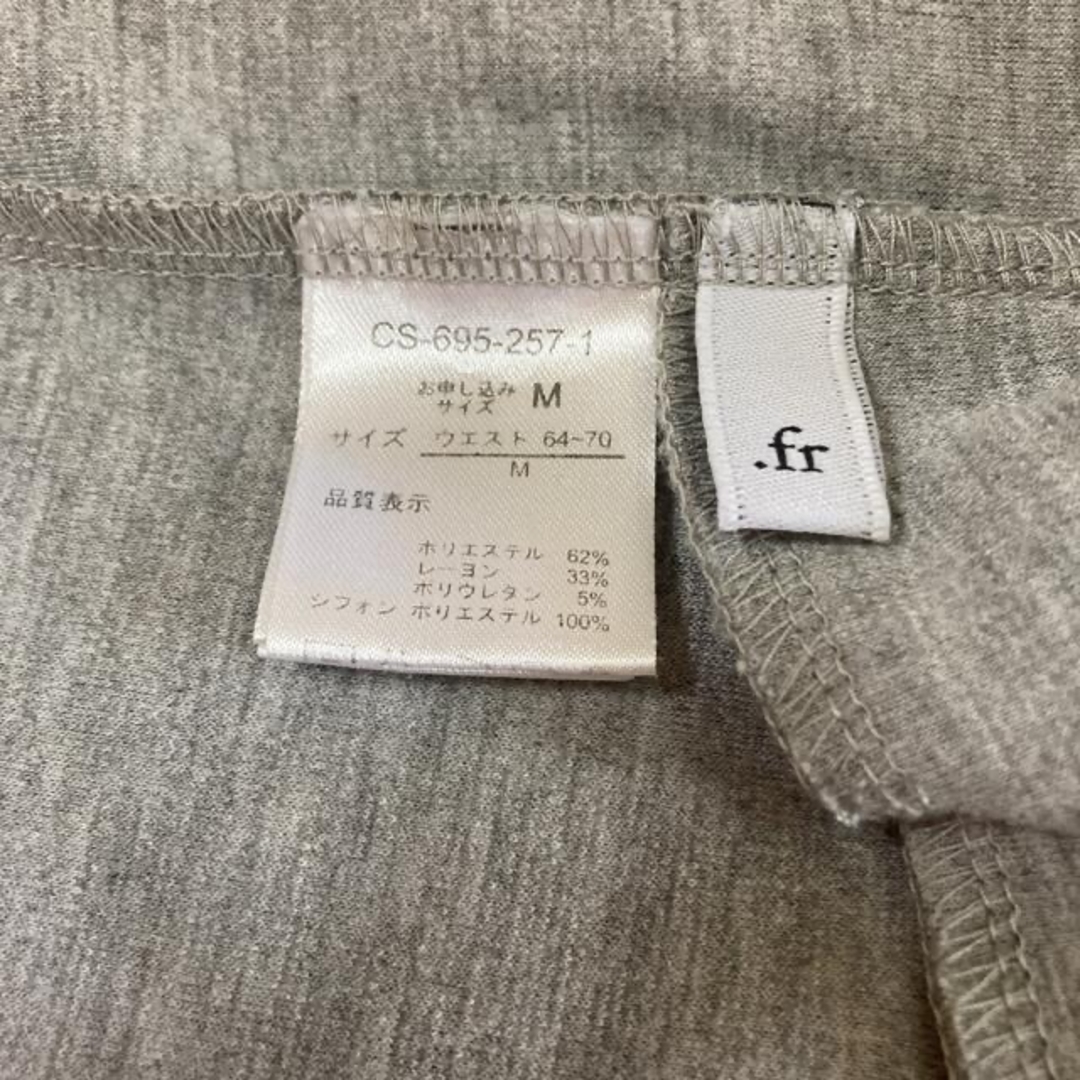 CS-695-257-1
お申し込み
サイズ M
サイズ ウエスト 64~70
M
品質表示
ポリエステル 62%
レーヨン 33%
ポリウレタン 5%
シフォン ポリエステル 100%
.fr